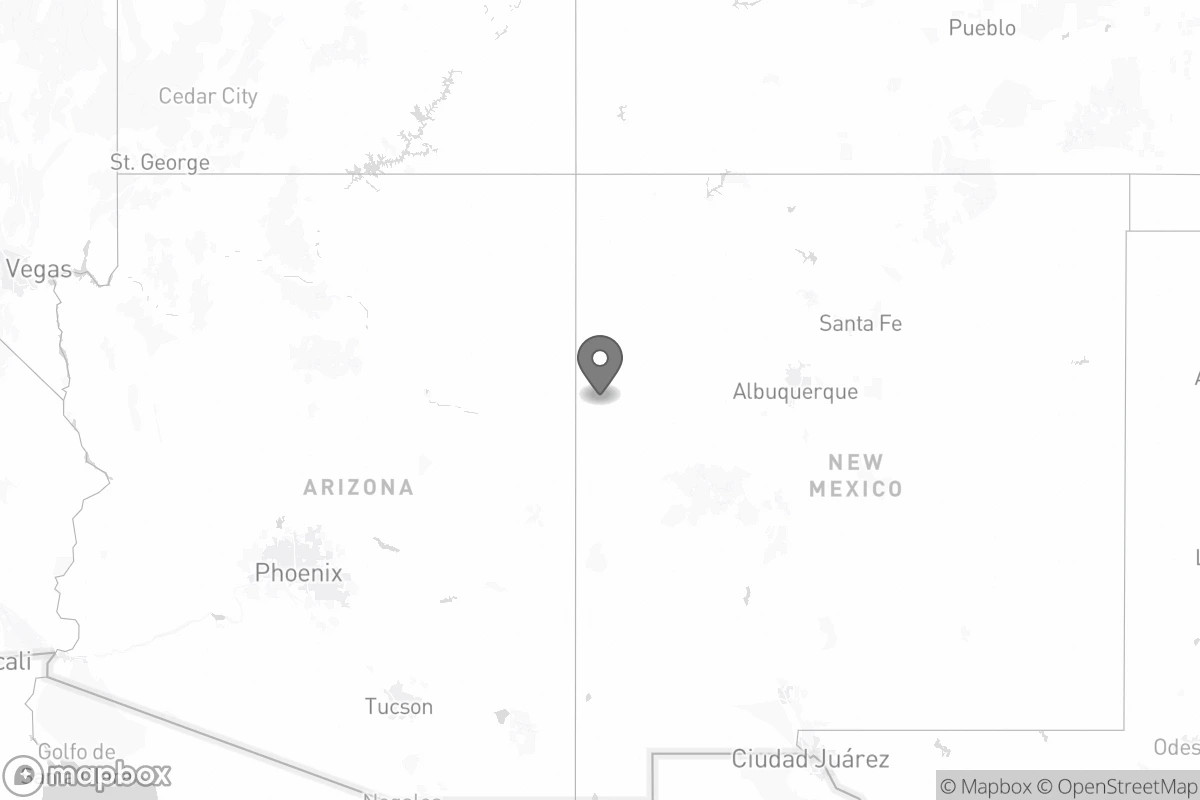 Pueblo
Cedar City
St. George
Vegas
Santa Fe
Albuquerque
NEW
MEXICO
ARIZONA
Phoenix
cali
Tucson
Golfo de
Ciudad Juárez
Odes
mapbox
© Mapbox © OpenStreetMap